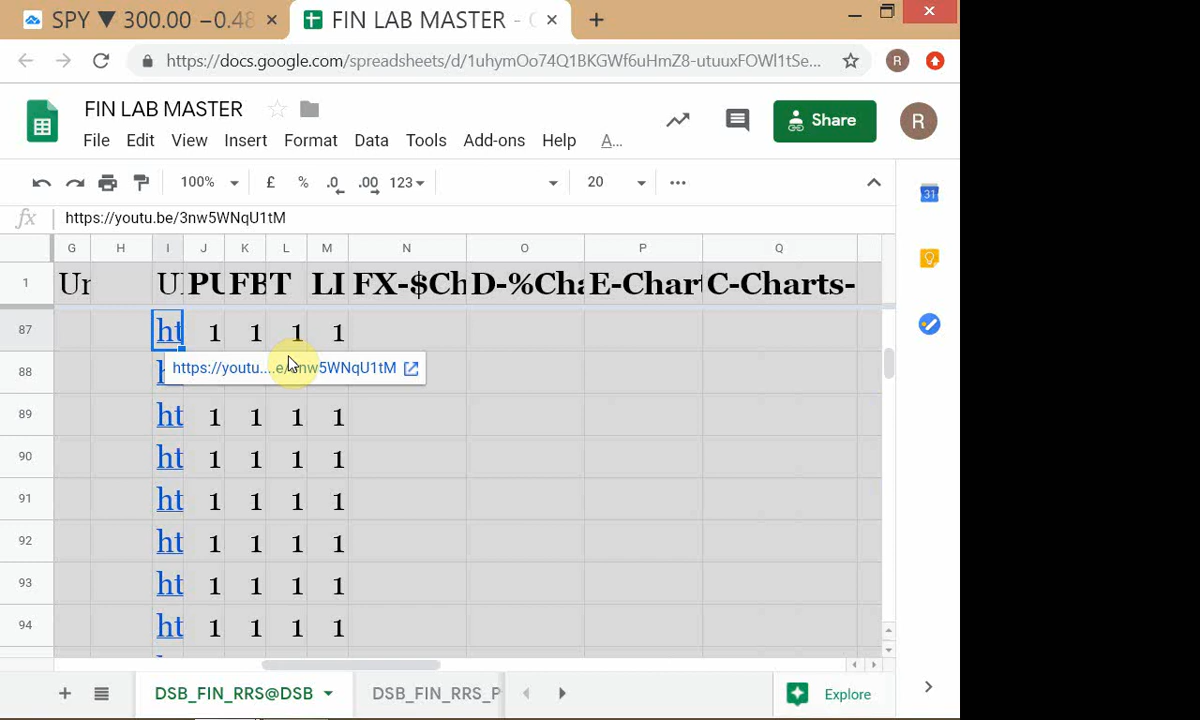 SPY ▼ 300.00 −0.48 ×
FIN LAB MASTER - ×
https://docs.google.com/spreadsheets/d/1uhymOo74Q1BKGWf6uHmZ8-utuuxFOWl1tSe... R
FIN LAB MASTER
File Edit View Insert Format Data Tools Add-ons Help A...
Share R
100% £ % .0 .00 123 20
31
fx https://youtu.be/3nw5WNqU1tM
G H I J K L M N O P Q
1 Ur U PU FB T LI FX-$Ch D-%Cha E-Chart C-Charts-
87 ht 1 1 1 1
88 https://youtu....e/3nw5WNqU1tM
89 ht 1 1 1 1
90 ht 1 1 1 1
91 ht 1 1 1 1
92 ht 1 1 1 1
93 ht 1 1 1 1
94 ht 1 1 1 1
DSB_FIN_RRS@DSB DSB_FIN_RRS_P Explore